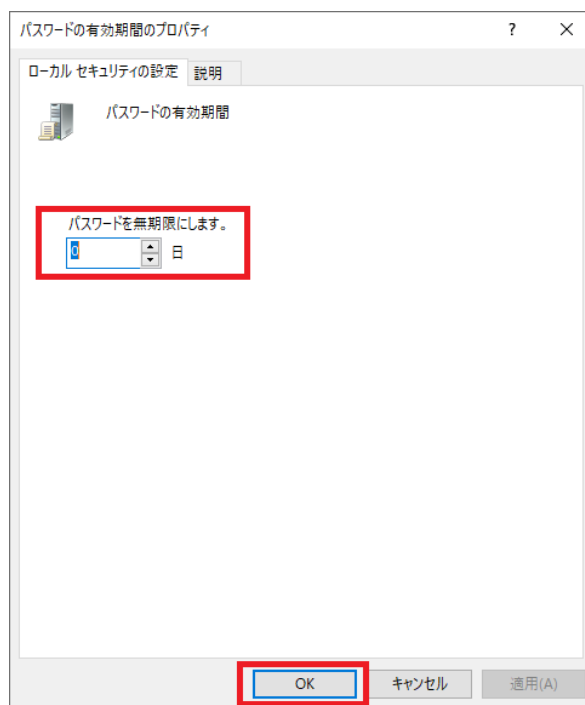 パスワードの有効期間のプロパティ ? ×
ローカル セキュリティの設定 説明
パスワードの有効期間
パスワードを無期限にします。
0 日
OK キャンセル 適用(A)